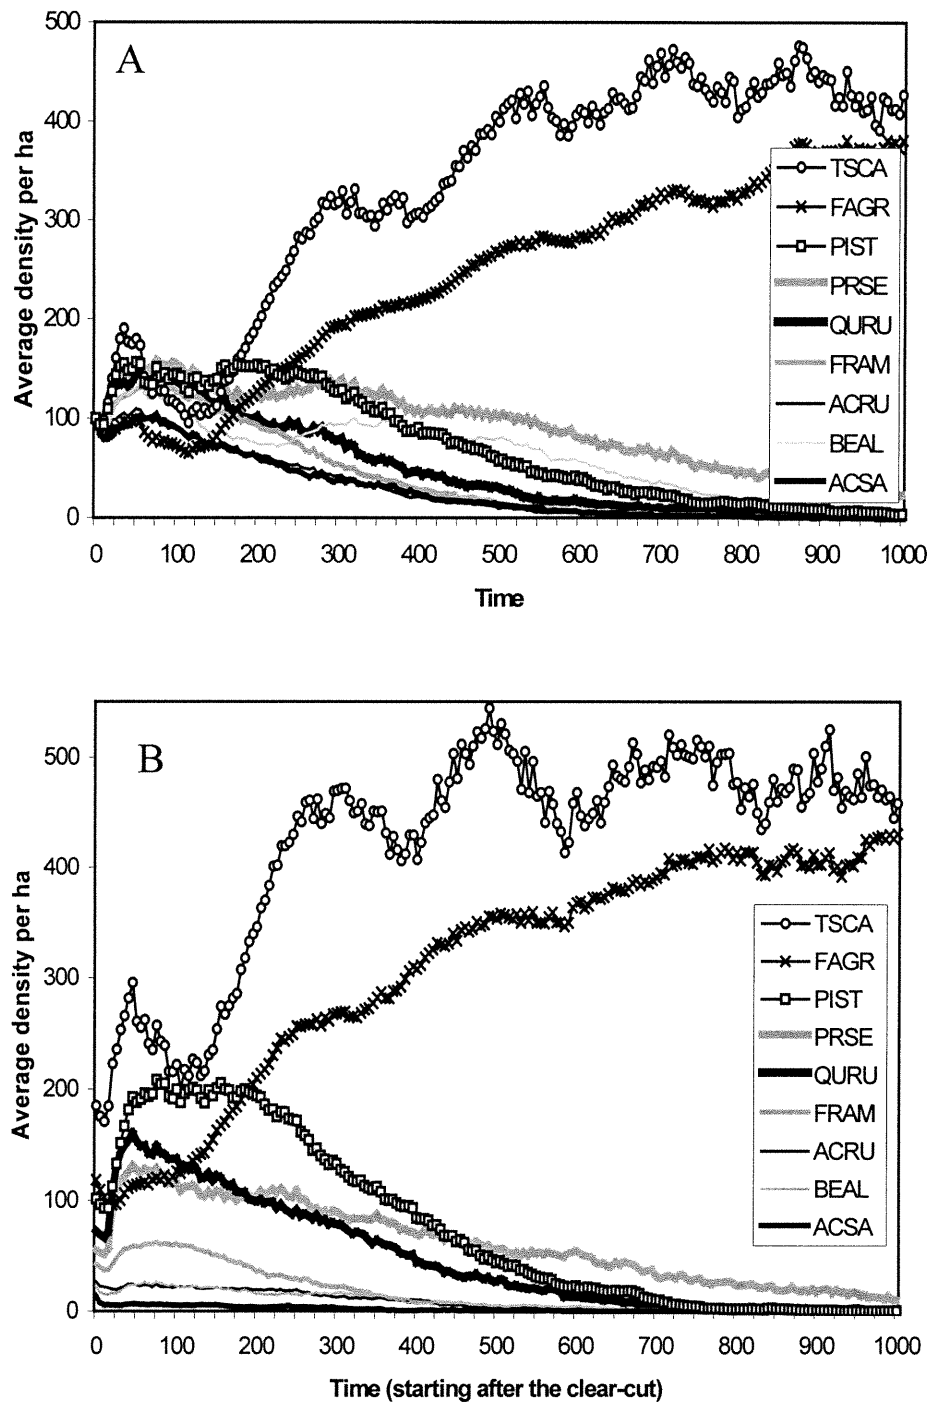 A
Average density per ha
500
400
300
200
100
0
0 100 200 300 400 500 600 700 800 900 1000
Time
TSCA
FAGR
PIST
PRSE
QURU
FRAM
ACRU
BEAL
ACSA
B
Average density per ha
500
400
300
200
100
0
0 100 200 300 400 500 600 700 800 900 1000
Time (starting after the clear-cut)
TSCA
FAGR
PIST
PRSE
QURU
FRAM
ACRU
BEAL
ACSA